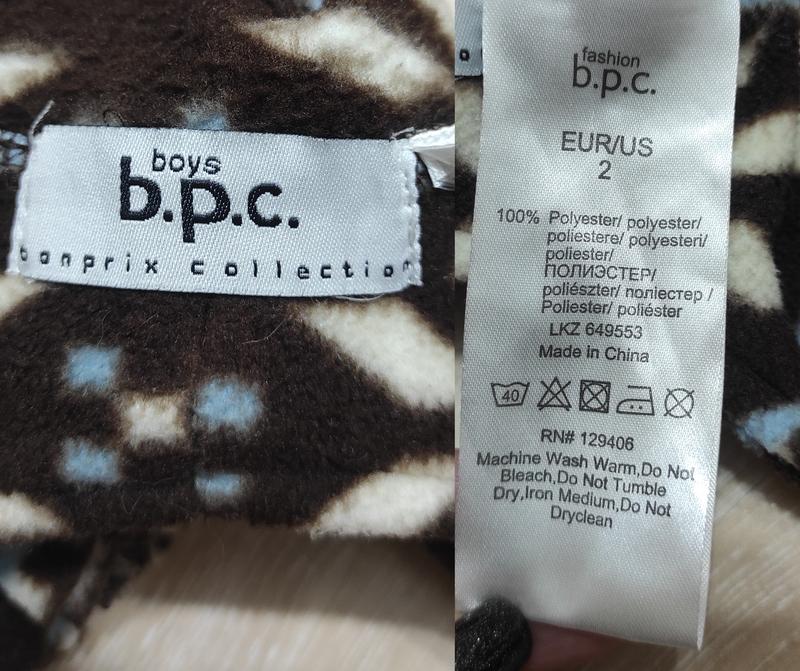 boys
b.p.c.
bonprix collection
fashion
b.p.c.
EUR/US
2
100% Polyester/ polyester/
poliestere/ polyesteri/
poliester/
ПОЛИЭСТЕР/
poliészter/ поліестер /
Poliester/ poliéster
LKZ 649553
Made in China
40
RN# 129406
Machine Wash Warm,Do Not
Bleach,Do Not Tumble
Dry,Iron Medium,Do Not
Dryclean